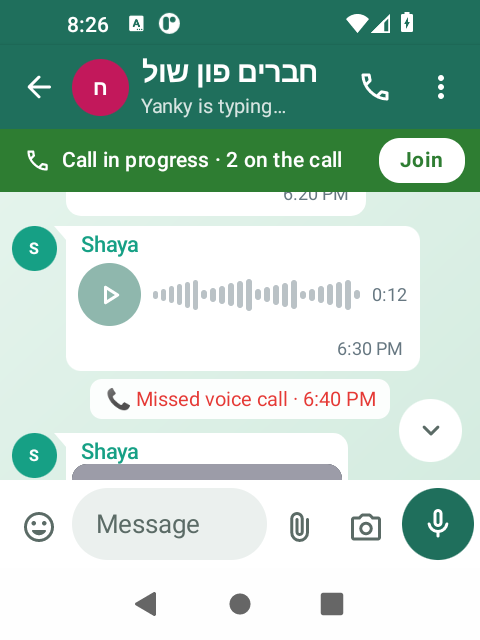 8:26
חברים פון שול
Yanky is typing...
Call in progress · 2 on the call
Join
6:20 PM
S
Shaya
0:12
6:30 PM
Missed voice call · 6:40 PM
S
Shaya
Message